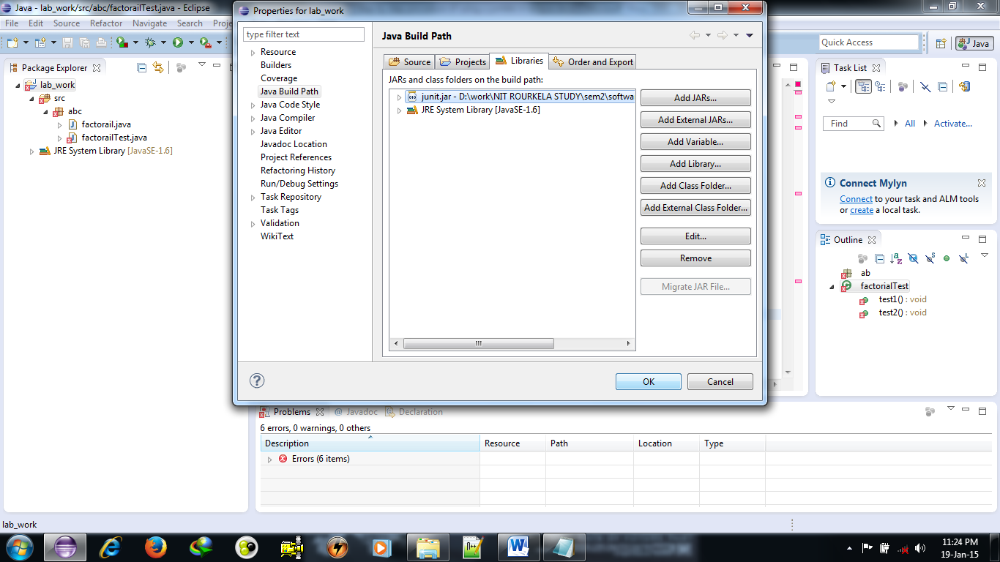 Java - lab_work/src/abc/factorailTest.java - Eclipse
File Edit Source Refactor Navigate Search
Quick Access
Java
Package Explorer
lab_work
src
abc
factorail.java
factorailTest.java
JRE System Library [JavaSE-1.6]
Properties for lab_work
type filter text
Resource
Builders
Coverage
Java Build Path
Java Code Style
Java Compiler
Java Editor
Javadoc Location
Project References
Refactoring History
Run/Debug Settings
Task Repository
Task Tags
Validation
WikiText
Java Build Path
Source Projects Libraries Order and Export
JARs and class folders on the build path:
junit.jar - D:\work\NIT ROURKELA STUDY\sem2\softwa
JRE System Library [JavaSE-1.6]
Add JARs...
Add External JARs...
Add Variable...
Add Library...
Add Class Folder...
Add External Class Folder...
Edit...
Remove
Migrate JAR File...
OK Cancel
Task List
Find All Activate...
Connect Mylyn
Connect to your task and ALM tools
or create a local task.
Outline
ab
factorialTest
test1() : void
test2() : void
Problems @ Javadoc Declaration
6 errors, 0 warnings, 0 others
Description Resource Path Location Type
Errors (6 items)
lab_work
11:24 PM
19-Jan-15